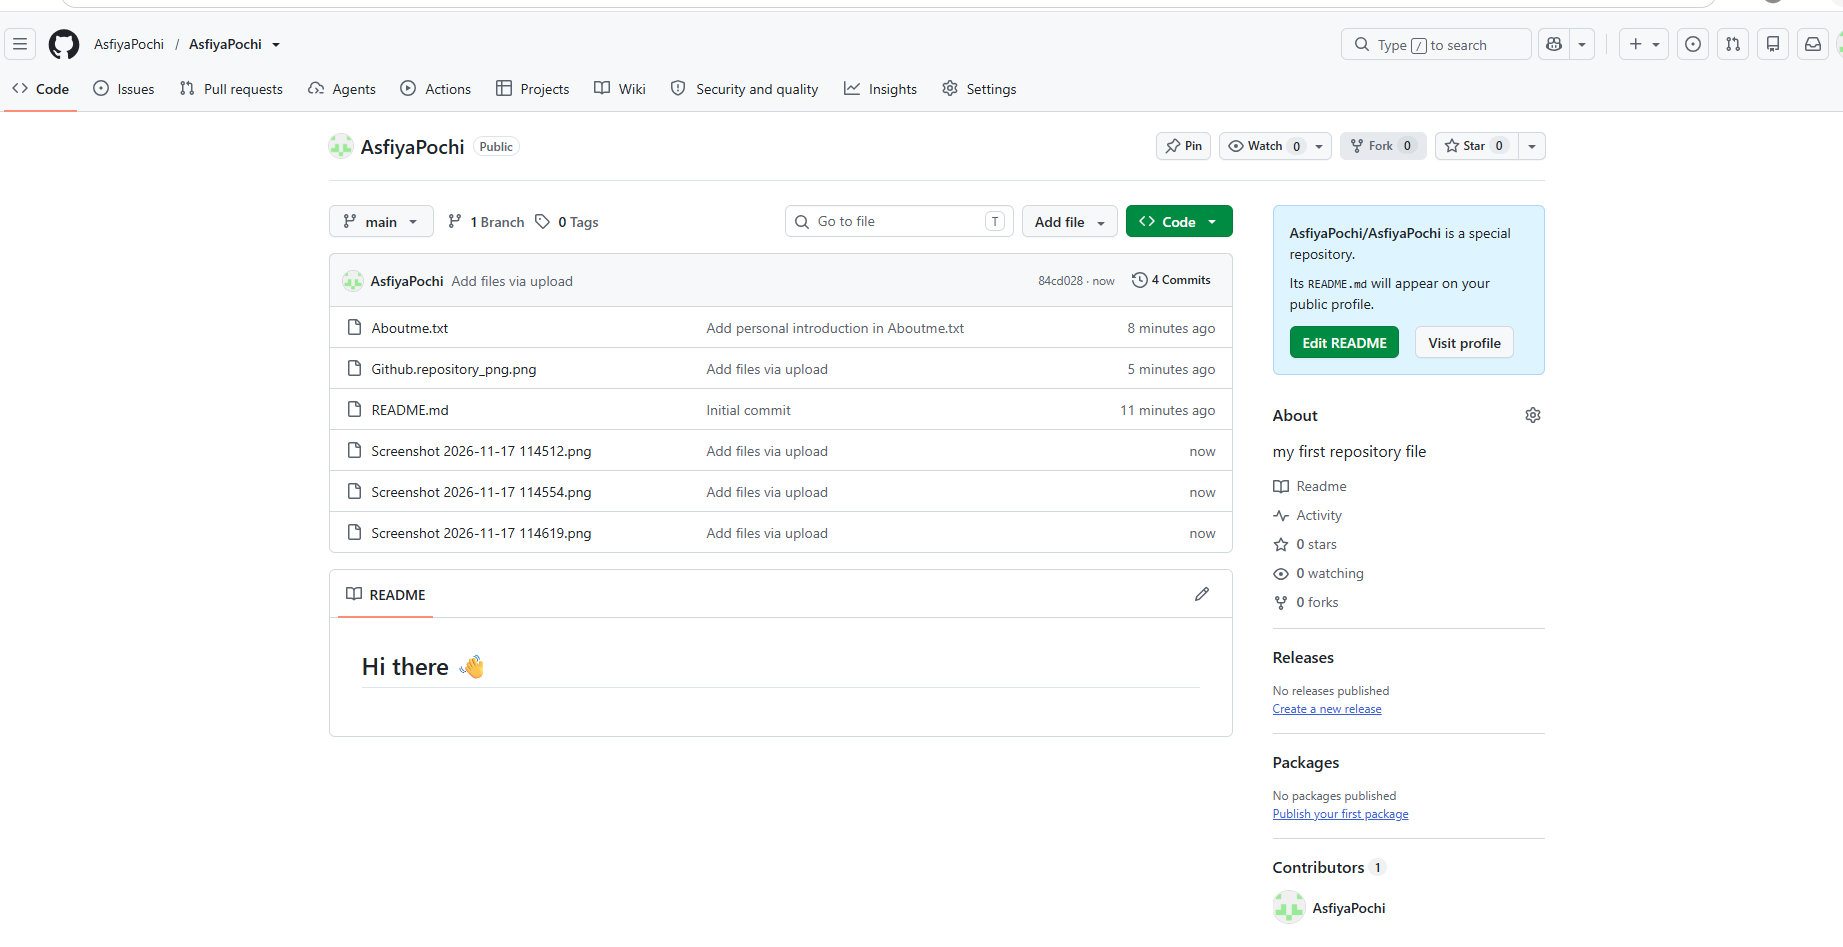 AsfiyaPochi / AsfiyaPochi
Type / to search
Code Issues Pull requests Agents Actions Projects Wiki Security and quality Insights Settings
AsfiyaPochi Public
Pin Watch 0 Fork 0 Star 0
main 1 Branch 0 Tags
Go to file T Add file Code
AsfiyaPochi Add files via upload 84cd028 · now 4 Commits
Aboutme.txt Add personal introduction in Aboutme.txt 8 minutes ago
Github.repository_png.png Add files via upload 5 minutes ago
README.md Initial commit 11 minutes ago
Screenshot 2026-11-17 114512.png Add files via upload now
Screenshot 2026-11-17 114554.png Add files via upload now
Screenshot 2026-11-17 114619.png Add files via upload now
README
Hi there 👋
AsfiyaPochi/AsfiyaPochi is a special
repository.
Its README.md will appear on your
public profile.
Edit README Visit profile
About
my first repository file
Readme
Activity
0 stars
0 watching
0 forks
Releases
No releases published
Create a new release
Packages
No packages published
Publish your first package
Contributors 1
AsfiyaPochi